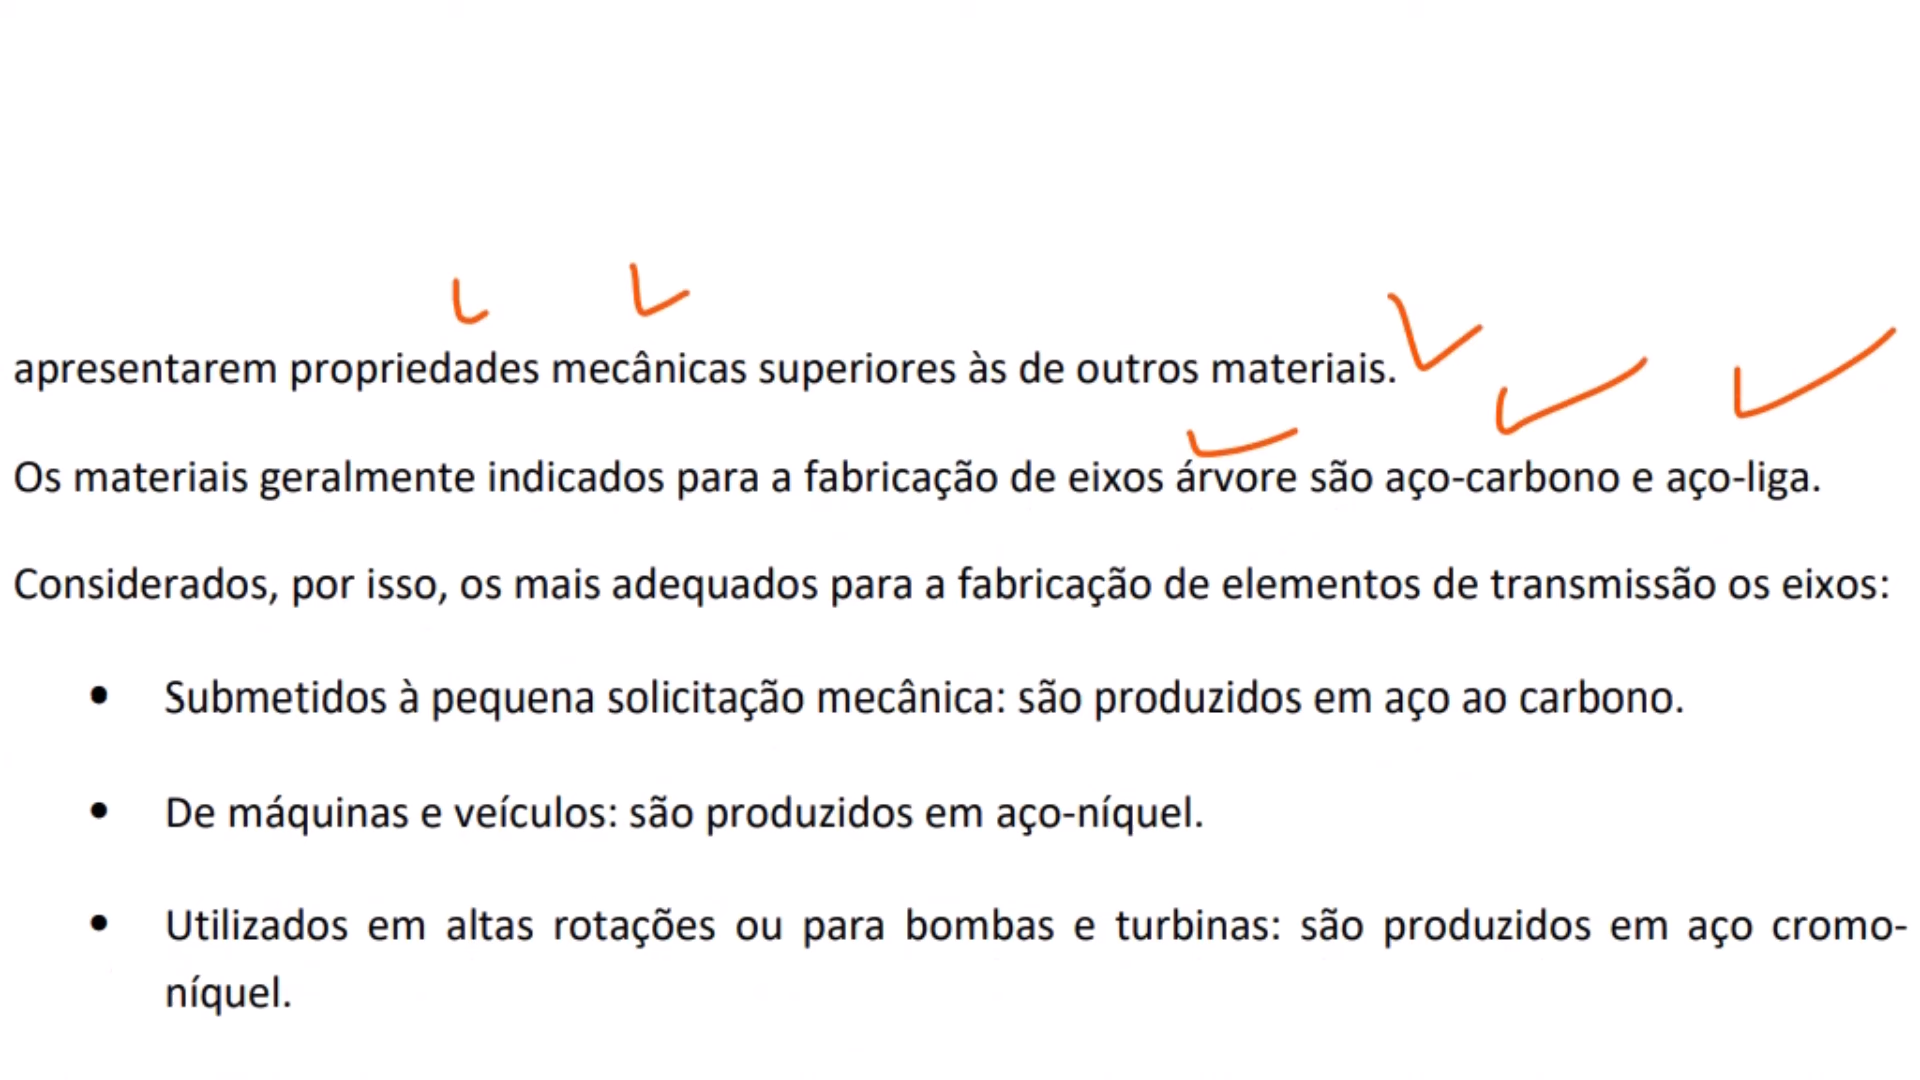 apresentarem propriedades mecânicas superiores às de outros materiais.
Os materiais geralmente indicados para a fabricação de eixos árvore são aço-carbono e aço-liga.
Considerados, por isso, os mais adequados para a fabricação de elementos de transmissão os eixos:
• Submetidos à pequena solicitação mecânica: são produzidos em aço ao carbono.
• De máquinas e veículos: são produzidos em aço-níquel.
• Utilizados em altas rotações ou para bombas e turbinas: são produzidos em aço cromo-
níquel.